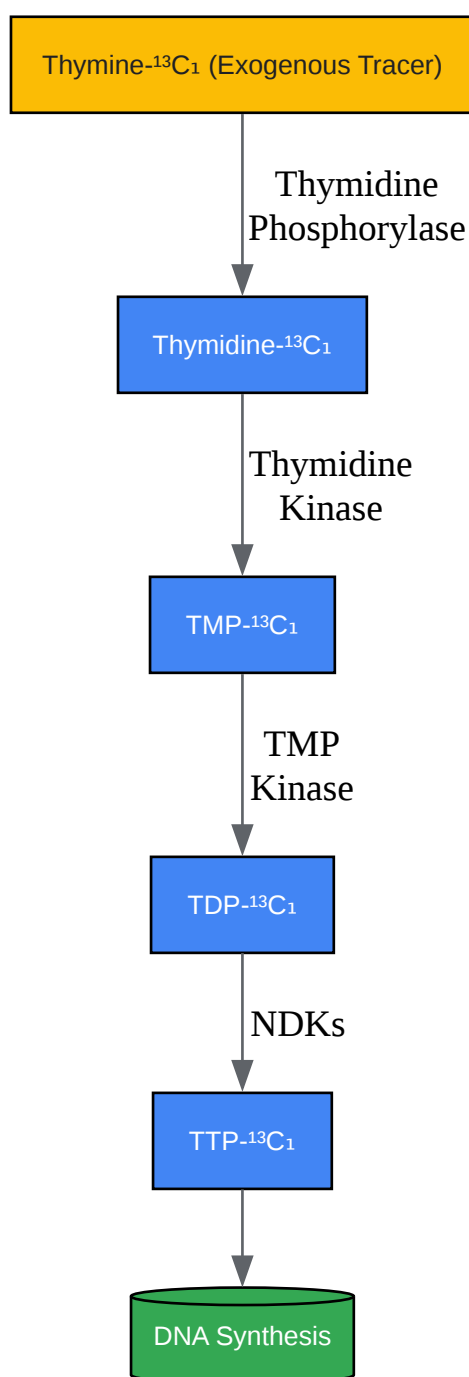 Thymine-¹³C₁ (Exogenous Tracer)
Thymidine
Phosphorylase
Thymidine-¹³C₁
Thymidine
Kinase
TMP-¹³C₁
TMP
Kinase
TDP-¹³C₁
NDKs
TTP-¹³C₁
DNA Synthesis